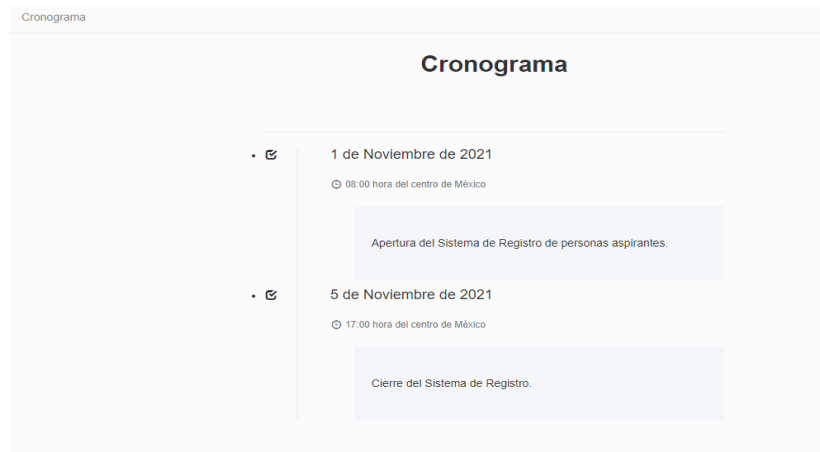 Cronograma
Cronograma
1 de Noviembre de 2021
08:00 hora del centro de México
Apertura del Sistema de Registro de personas aspirantes.
5 de Noviembre de 2021
17:00 hora del centro de México
Cierre del Sistema de Registro.